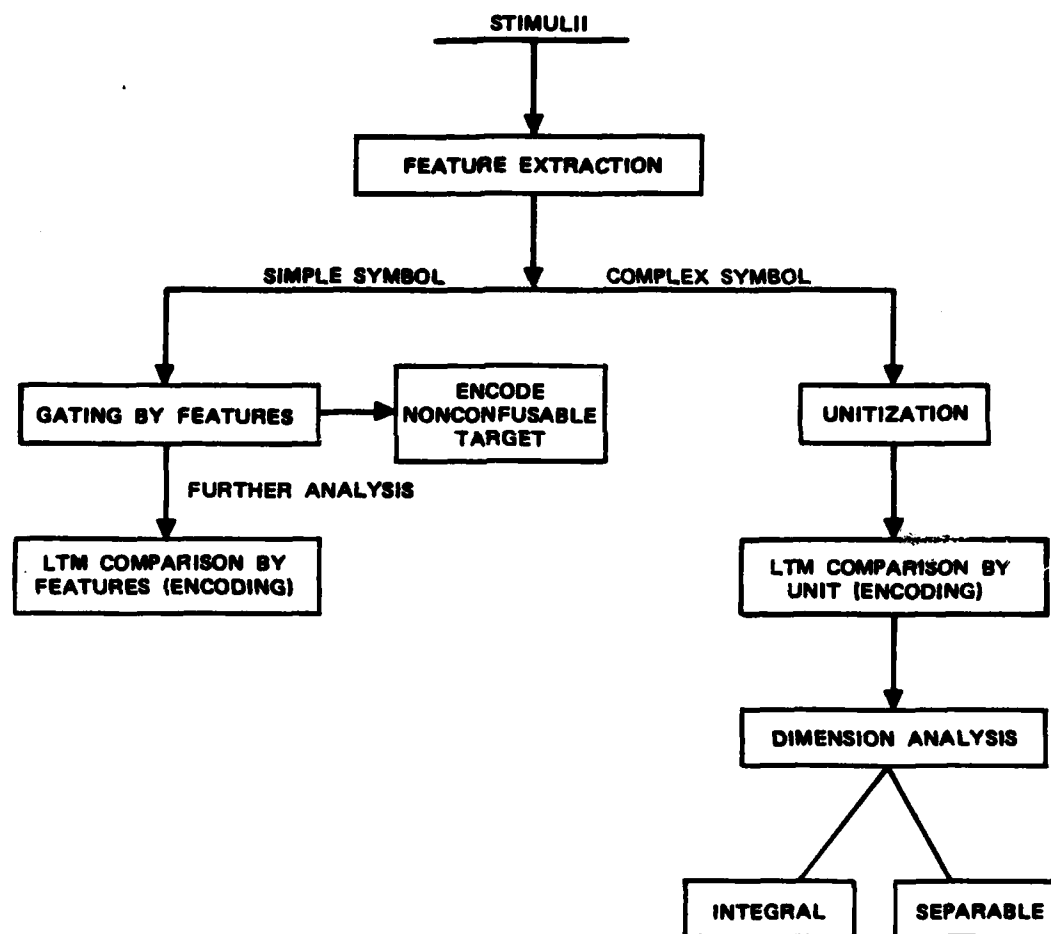 STIMULII
FEATURE EXTRACTION
SIMPLE SYMBOL
COMPLEX SYMBOL
GATING BY FEATURES
ENCODE
NONCONFUSABLE
TARGET
UNITIZATION
FURTHER ANALYSIS
LTM COMPARISON BY
FEATURES (ENCODING)
LTM COMPARISON BY
UNIT (ENCODING)
DIMENSION ANALYSIS
INTEGRAL
SEPARABLE